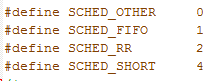 #define SCHED_OTHER 0
#define SCHED_FIFO 1
#define SCHED_RR 2
#define SCHED_SHORT 4